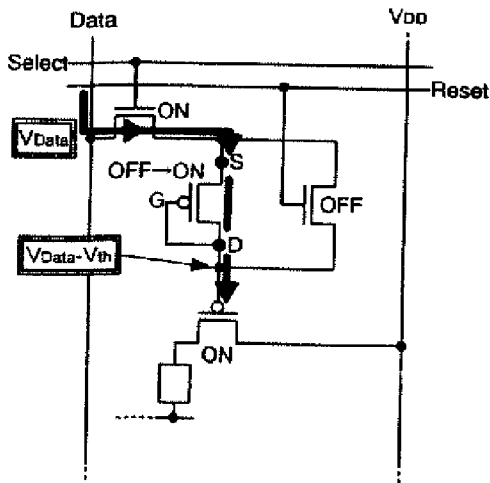 Data
VDD
Select
Reset
ON
VData
S
OFF→ON
G
OFF
D
VData-Vth
ON